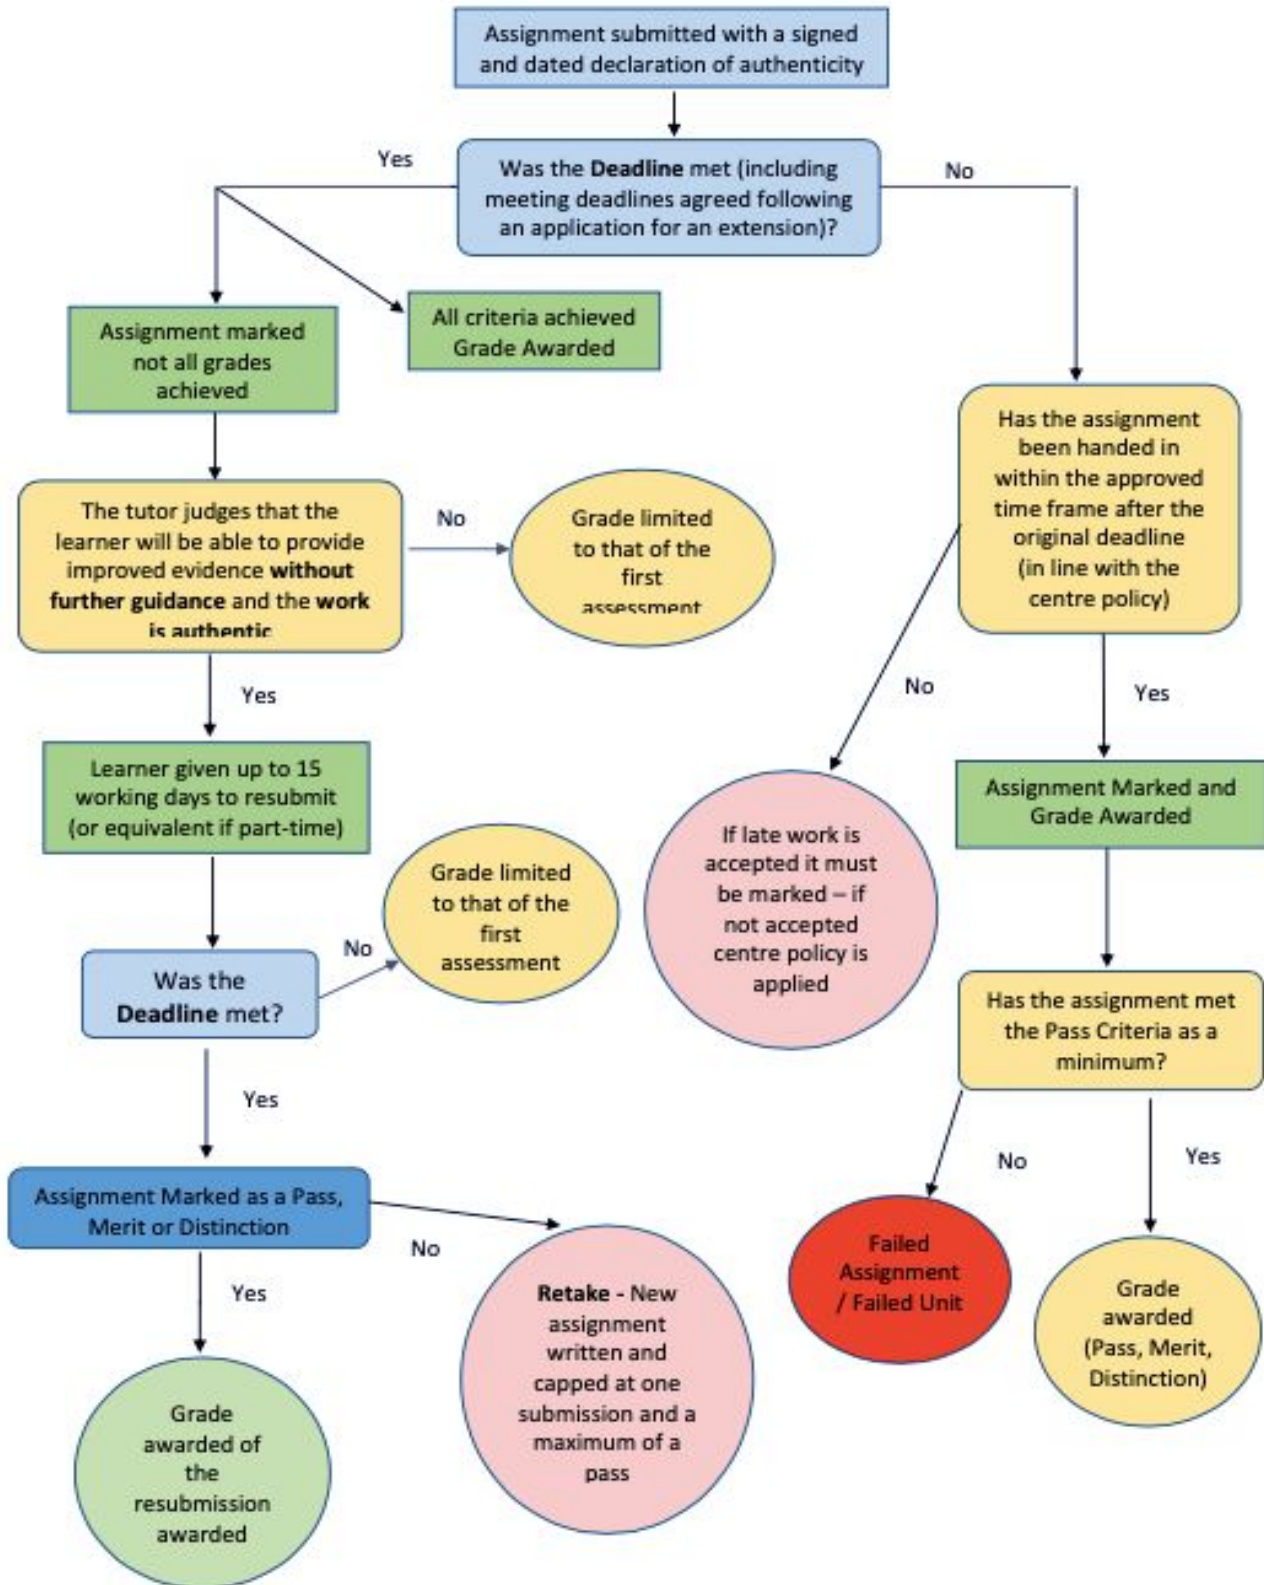 Assignment submitted with a signed
and dated declaration of authenticity
Yes
Was the Deadline met (including
meeting deadlines agreed following
an application for an extension)?
No
Assignment marked
not all grades
achieved
All criteria achieved
Grade Awarded
Has the assignment
been handed in
within the approved
time frame after the
original deadline
(in line with the
centre policy)
The tutor judges that the
learner will be able to provide
improved evidence without
further guidance and the work
is authentic
No
Grade limited
to that of the
first
assessment
Yes
No
Yes
Learner given up to 15
working days to resubmit
(or equivalent if part-time)
If late work is
accepted it must
be marked – if
not accepted
centre policy is
applied
Assignment Marked and
Grade Awarded
Grade limited
to that of the
first
assessment
No
Was the
Deadline met?
Has the assignment met
the Pass Criteria as a
minimum?
Yes
No
Yes
Assignment Marked as a Pass,
Merit or Distinction
No
Yes
Retake - New
assignment
written and
capped at one
submission and a
maximum of a
pass
Failed
Assignment
/ Failed Unit
Grade
awarded
(Pass, Merit,
Distinction)
Grade
awarded of
the
resubmission
awarded